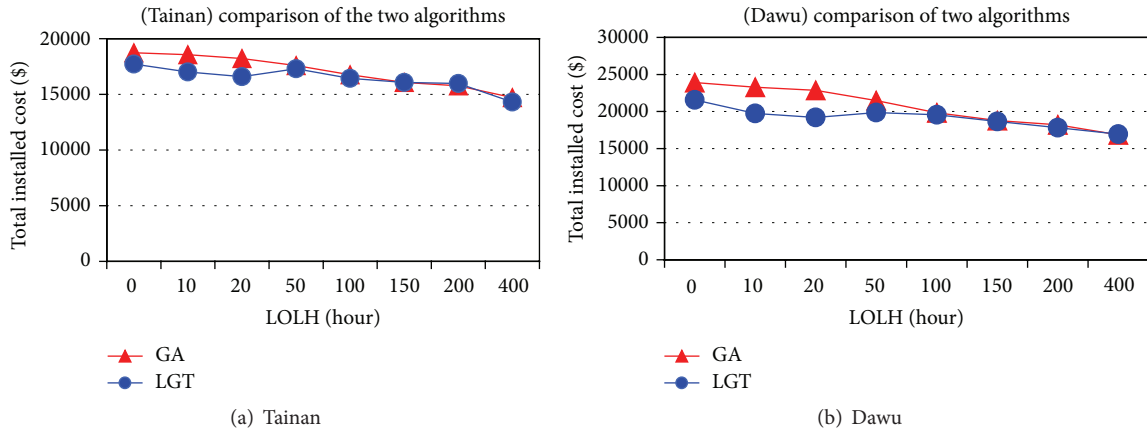 (Tainan) comparison of the two algorithms
20000
15000
10000
5000
0
Total installed cost ($)
0 10 20 50 100 150 200 400
LOLH (hour)
GA
LGT
(a) Tainan
(Dawu) comparison of two algorithms
30000
25000
20000
15000
10000
5000
0
Total installed cost ($)
0 10 20 50 100 150 200 400
LOLH (hour)
GA
LGT
(b) Dawu